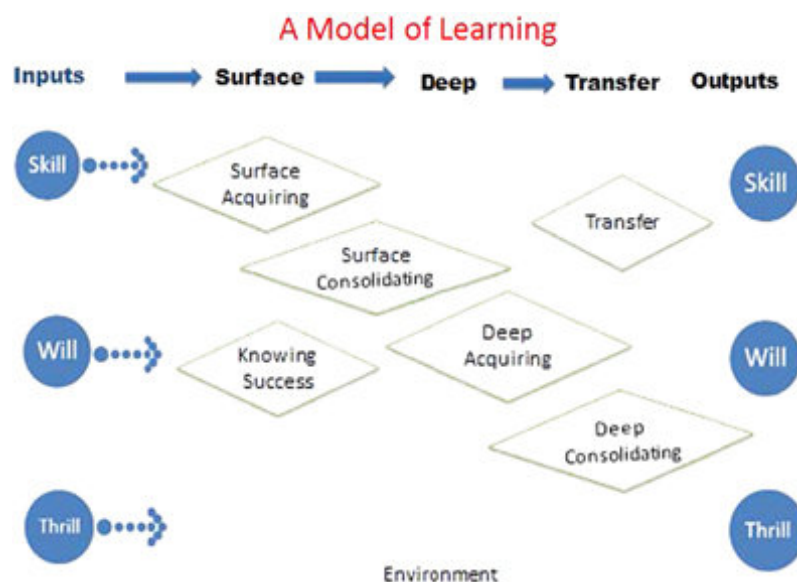 A Model of Learning
Inputs Surface Deep Transfer Outputs
Skill
Surface
Acquiring
Transfer
Skill
Surface
Consolidating
Will
Knowing
Success
Deep
Acquiring
Will
Deep
Consolidating
Thrill
Thrill
Environment